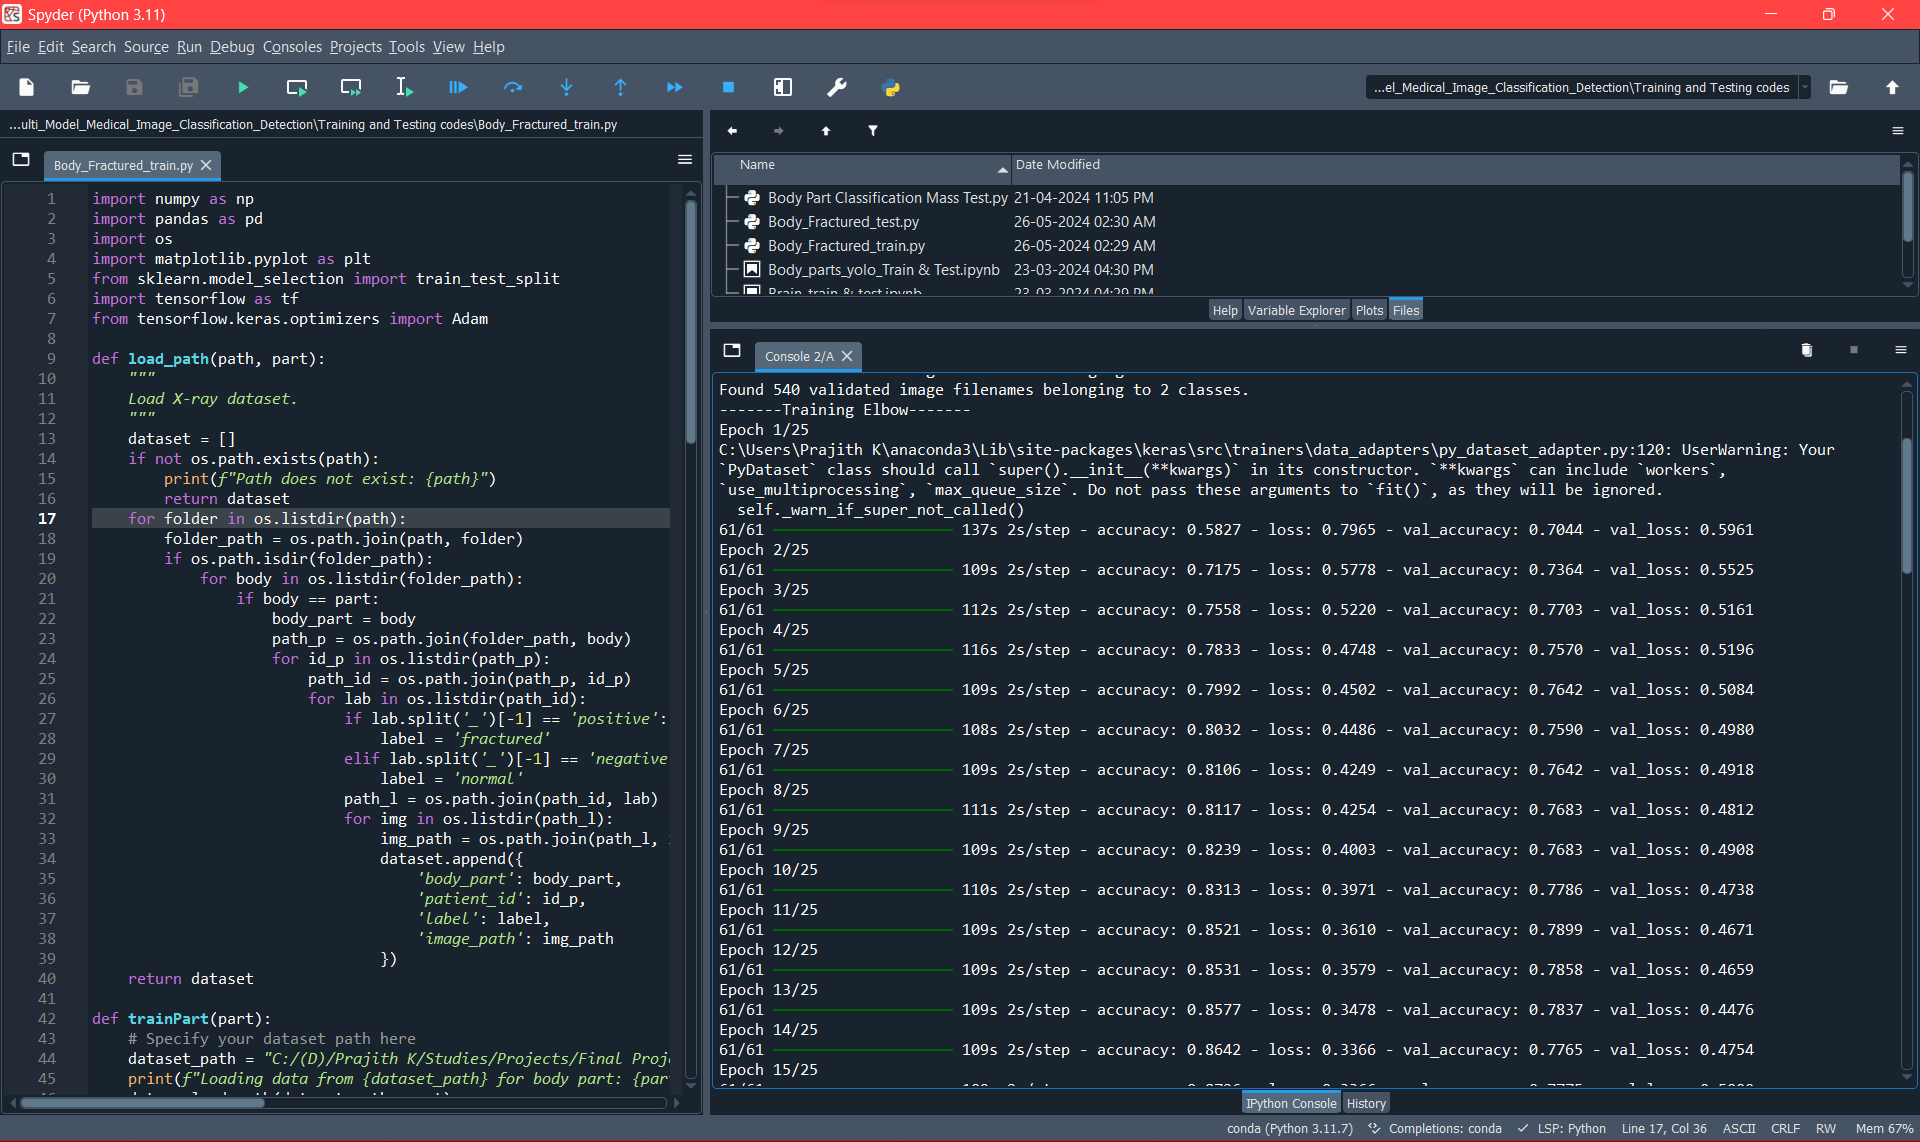 Spyder (Python 3.11)
File Edit Search Source Run Debug Consoles Projects Tools View Help
...el_Medical_Image_Classification_Detection\Training and Testing codes
...ulti_Model_Medical_Image_Classification_Detection\Training and Testing codes\Body_Fractured_train.py
Body_Fractured_train.py
1 import numpy as np
2 import pandas as pd
3 import os
4 import matplotlib.pyplot as plt
5 from sklearn.model_selection import train_test_split
6 import tensorflow as tf
7 from tensorflow.keras.optimizers import Adam
8
9 def load_path(path, part):
10 """
11 Load X-ray dataset.
12 """
13 dataset = []
14 if not os.path.exists(path):
15 print(f"Path does not exist: {path}")
16 return dataset
17 for folder in os.listdir(path):
18 folder_path = os.path.join(path, folder)
19 if os.path.isdir(folder_path):
20 for body in os.listdir(folder_path):
21 if body == part:
22 body_part = body
23 path_p = os.path.join(folder_path, body)
24 for id_p in os.listdir(path_p):
25 path_id = os.path.join(path_p, id_p)
26 for lab in os.listdir(path_id):
27 if lab.split('_')[-1] == 'positive':
28 label = 'fractured'
29 elif lab.split('_')[-1] == 'negative
30 label = 'normal'
31 path_l = os.path.join(path_id, lab)
32 for img in os.listdir(path_l):
33 img_path = os.path.join(path_l,
34 dataset.append({
35 'body_part': body_part,
36 'patient_id': id_p,
37 'label': label,
38 'image_path': img_path
39 })
40 return dataset
41
42 def trainPart(part):
43 # Specify your dataset path here
44 dataset_path = "C:/(D)/Prajith K/Studies/Projects/Final Proj
45 print(f"Loading data from {dataset_path} for body part: {par
Name Date Modified
Body Part Classification Mass Test.py 21-04-2024 11:05 PM
Body_Fractured_test.py 26-05-2024 02:30 AM
Body_Fractured_train.py 26-05-2024 02:29 AM
Body_parts_yolo_Train & Test.ipynb 23-03-2024 04:30 PM
Brain train & test.ipynb 23-03-2024 04:29 PM
Help Variable Explorer Plots Files
Console 2/A
Found 540 validated image filenames belonging to 2 classes.
-------Training Elbow-------
Epoch 1/25
C:\Users\Prajith K\anaconda3\Lib\site-packages\keras\src\trainers\data_adapters\py_dataset_adapter.py:120: UserWarning: Your
`PyDataset` class should call `super().__init__(**kwargs)` in its constructor. `**kwargs` can include `workers`,
`use_multiprocessing`, `max_queue_size`. Do not pass these arguments to `fit()`, as they will be ignored.
self._warn_if_super_not_called()
61/61 137s 2s/step - accuracy: 0.5827 - loss: 0.7965 - val_accuracy: 0.7044 - val_loss: 0.5961
Epoch 2/25
61/61 109s 2s/step - accuracy: 0.7175 - loss: 0.5778 - val_accuracy: 0.7364 - val_loss: 0.5525
Epoch 3/25
61/61 112s 2s/step - accuracy: 0.7558 - loss: 0.5220 - val_accuracy: 0.7703 - val_loss: 0.5161
Epoch 4/25
61/61 116s 2s/step - accuracy: 0.7833 - loss: 0.4748 - val_accuracy: 0.7570 - val_loss: 0.5196
Epoch 5/25
61/61 109s 2s/step - accuracy: 0.7992 - loss: 0.4502 - val_accuracy: 0.7642 - val_loss: 0.5084
Epoch 6/25
61/61 108s 2s/step - accuracy: 0.8032 - loss: 0.4486 - val_accuracy: 0.7590 - val_loss: 0.4980
Epoch 7/25
61/61 109s 2s/step - accuracy: 0.8106 - loss: 0.4249 - val_accuracy: 0.7642 - val_loss: 0.4918
Epoch 8/25
61/61 111s 2s/step - accuracy: 0.8117 - loss: 0.4254 - val_accuracy: 0.7683 - val_loss: 0.4812
Epoch 9/25
61/61 109s 2s/step - accuracy: 0.8239 - loss: 0.4003 - val_accuracy: 0.7683 - val_loss: 0.4908
Epoch 10/25
61/61 110s 2s/step - accuracy: 0.8313 - loss: 0.3971 - val_accuracy: 0.7786 - val_loss: 0.4738
Epoch 11/25
61/61 109s 2s/step - accuracy: 0.8521 - loss: 0.3610 - val_accuracy: 0.7899 - val_loss: 0.4671
Epoch 12/25
61/61 109s 2s/step - accuracy: 0.8531 - loss: 0.3579 - val_accuracy: 0.7858 - val_loss: 0.4659
Epoch 13/25
61/61 109s 2s/step - accuracy: 0.8577 - loss: 0.3478 - val_accuracy: 0.7837 - val_loss: 0.4476
Epoch 14/25
61/61 109s 2s/step - accuracy: 0.8642 - loss: 0.3366 - val_accuracy: 0.7765 - val_loss: 0.4754
Epoch 15/25
IPython Console History
conda (Python 3.11.7) Completions: conda LSP: Python Line 17, Col 36 ASCII CRLF RW Mem 67%